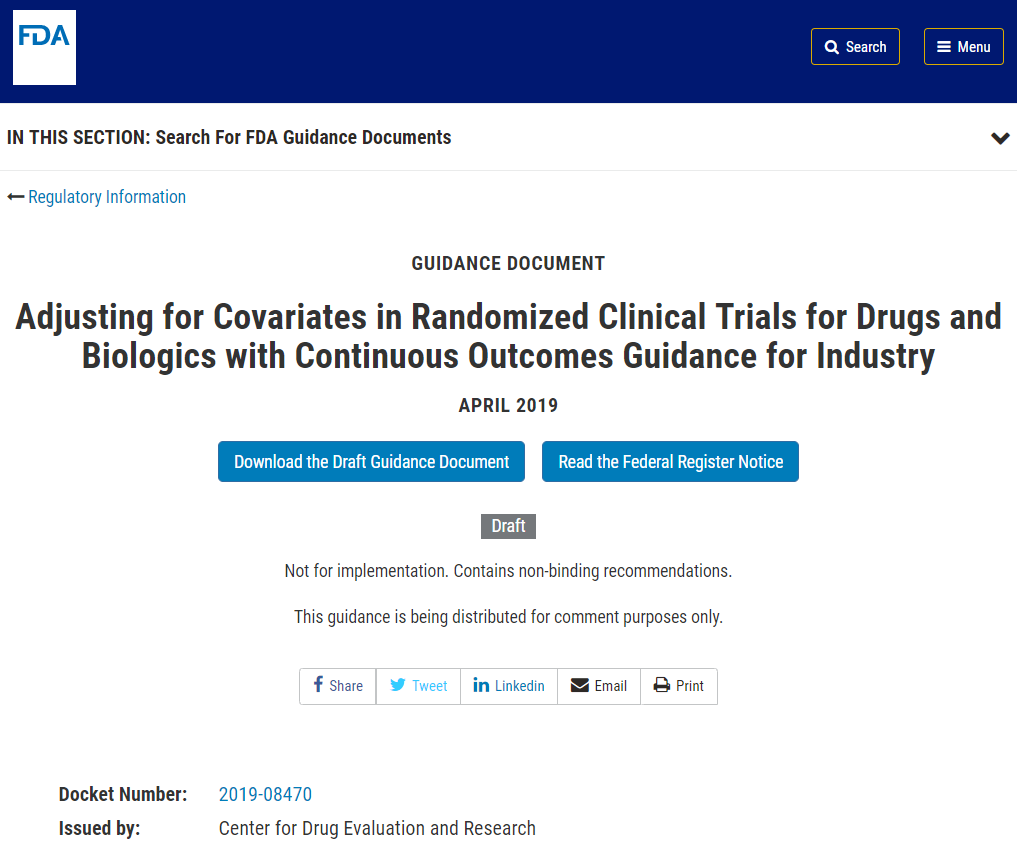 FDA
Search
Menu
IN THIS SECTION: Search For FDA Guidance Documents
Regulatory Information
GUIDANCE DOCUMENT
Adjusting for Covariates in Randomized Clinical Trials for Drugs and
Biologics with Continuous Outcomes Guidance for Industry
APRIL 2019
Download the Draft Guidance Document
Read the Federal Register Notice
Draft
Not for implementation. Contains non-binding recommendations.
This guidance is being distributed for comment purposes only.
Share
Tweet
Linkedin
Email
Print
Docket Number: 2019-08470
Issued by: Center for Drug Evaluation and Research